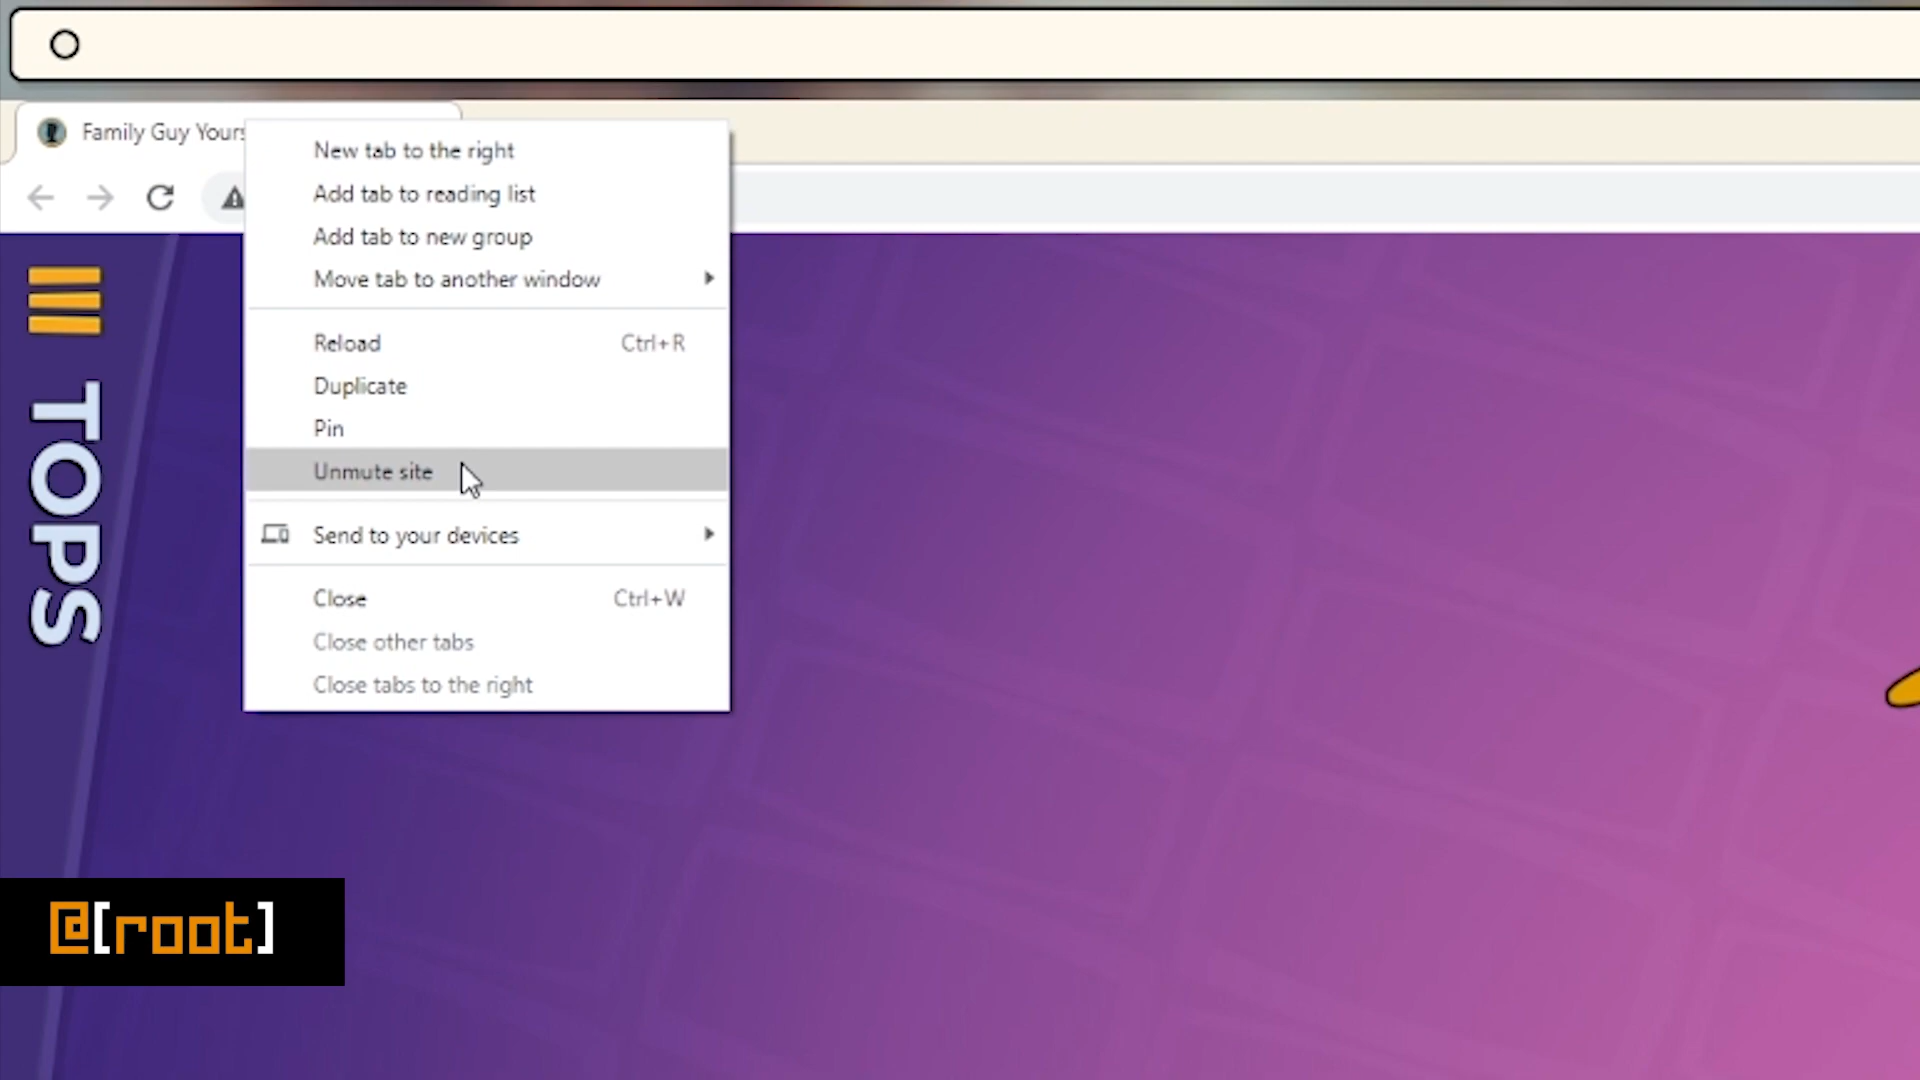 Family Guy Yours
New tab to the right
Add tab to reading list
Add tab to new group
Move tab to another window
Reload Ctrl+R
Duplicate
Pin
Unmute site
Send to your devices
Close Ctrl+W
Close other tabs
Close tabs to the right
TOPS
@[root]